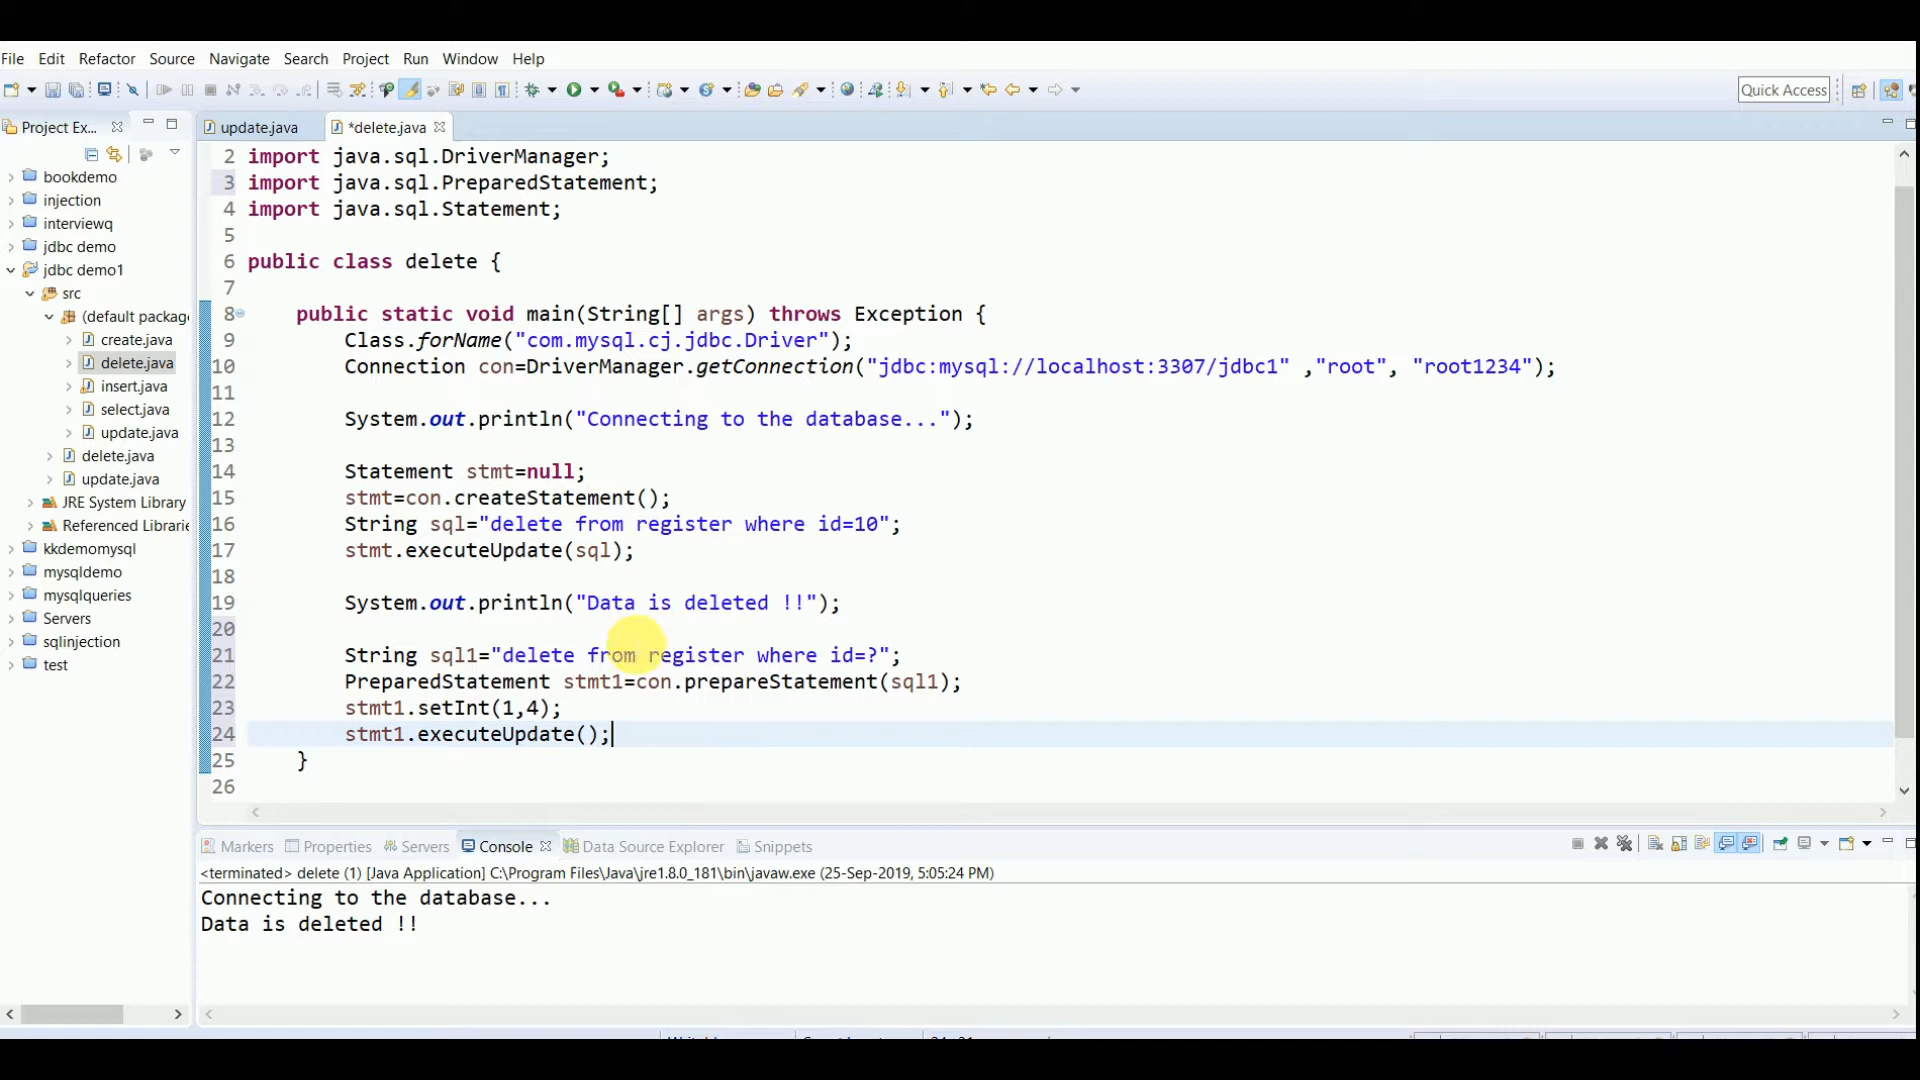 File Edit Refactor Source Navigate Search Project Run Window Help
Quick Access
Project Ex...
update.java
*delete.java
bookdemo
injection
interviewq
jdbc demo
jdbc demo1
src
(default package
create.java
delete.java
insert.java
select.java
update.java
delete.java
update.java
JRE System Library
Referenced Librarie
kkdemomysql
mysqldemo
mysqlqueries
Servers
sqlinjection
test
2 import java.sql.DriverManager;
3 import java.sql.PreparedStatement;
4 import java.sql.Statement;
5
6 public class delete {
7
8 public static void main(String[] args) throws Exception {
9 Class.forName("com.mysql.cj.jdbc.Driver");
10 Connection con=DriverManager.getConnection("jdbc:mysql://localhost:3307/jdbc1" ,"root", "root1234");
11
12 System.out.println("Connecting to the database...");
13
14 Statement stmt=null;
15 stmt=con.createStatement();
16 String sql="delete from register where id=10";
17 stmt.executeUpdate(sql);
18
19 System.out.println("Data is deleted !!");
20
21 String sql1="delete from register where id=?";
22 PreparedStatement stmt1=con.prepareStatement(sql1);
23 stmt1.setInt(1,4);
24 stmt1.executeUpdate();
25 }
26
Markers Properties Servers Console Data Source Explorer Snippets
<terminated> delete (1) [Java Application] C:\Program Files\Java\jre1.8.0_181\bin\javaw.exe (25-Sep-2019, 5:05:24 PM)
Connecting to the database...
Data is deleted !!